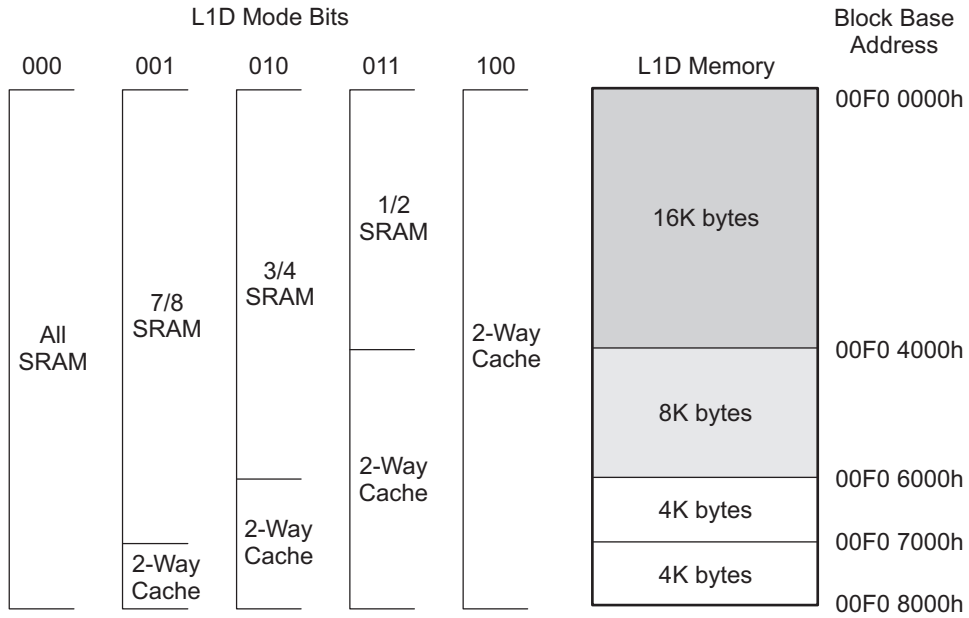 L1D Mode Bits
Block Base
Address
000 001 010 011 100 L1D Memory
00F0 0000h
1/2
SRAM
16K bytes
3/4
SRAM
7/8
SRAM
All
SRAM
2-Way
Cache
00F0 4000h
8K bytes
2-Way
Cache
00F0 6000h
4K bytes
2-Way
Cache
00F0 7000h
2-Way
Cache
4K bytes
00F0 8000h